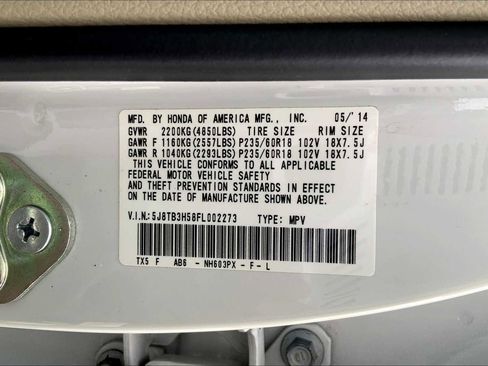 MFD. BY HONDA OF AMERICA MFG., INC. 05/'14
GVWR 2200KG(4850LBS) TIRE SIZE RIM SIZE
GAWR F 1160KG(2557LBS) P235/60R18 102V 18X7.5J
GAWR R 1040KG(2293LBS) P235/60R18 102V 18X7.5J
THIS VEHICLE CONFORMS TO ALL APPLICABLE
FEDERAL MOTOR VEHICLE SAFETY
AND THEFT PREVENTION STANDARDS IN EFFECT
ON THE DATE OF MANUFACTURE SHOWN ABOVE.
V.I.N.:5J8TB3H58FL002273 TYPE: MPV
TX5 F AB6 - NH603PX - F - L